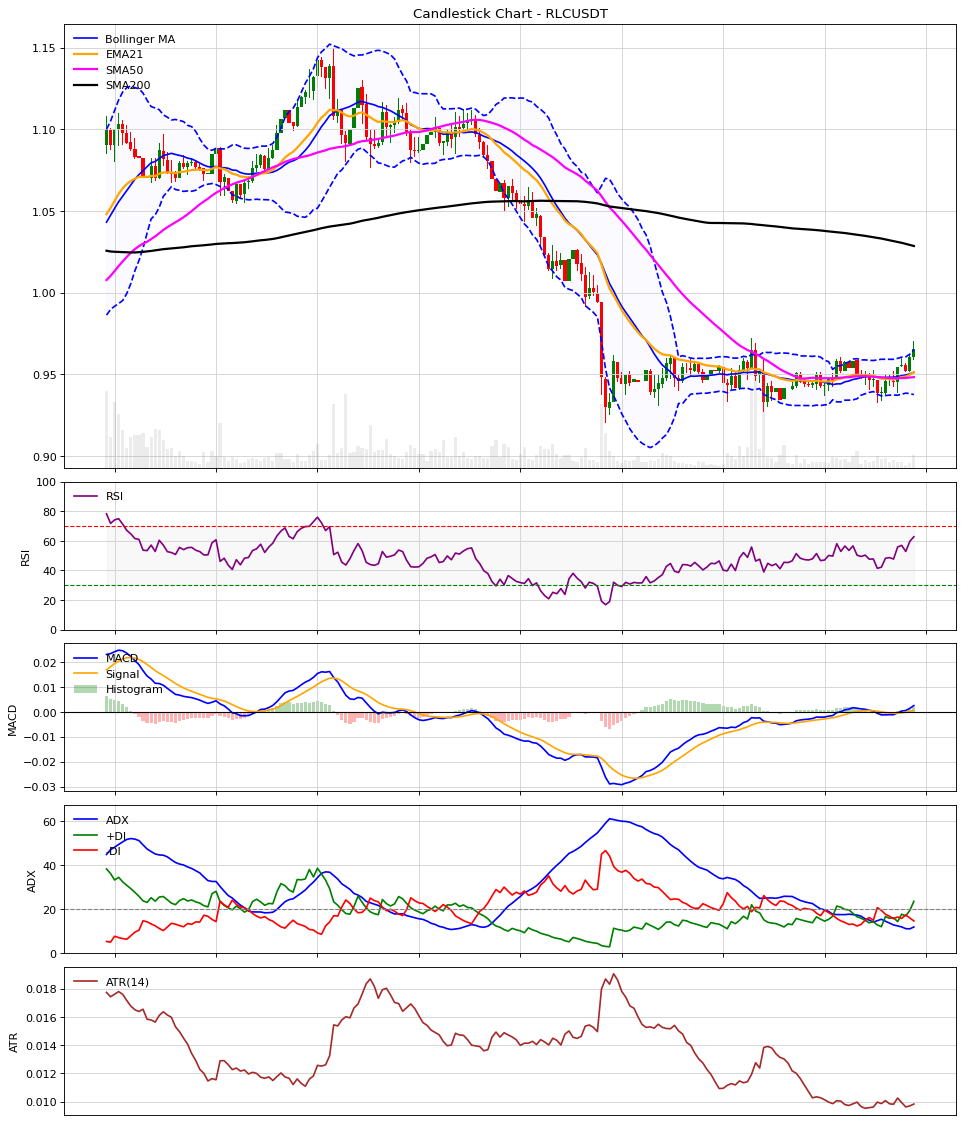 Candlestick Chart - RLCUSDT
Bollinger MA
EMA21
SMA50
SMA200
1.15
1.10
1.05
1.00
0.95
0.90
RSI
RSI
100
80
60
40
20
0
MACD
Signal
Histogram
MACD
0.02
0.01
0.00
−0.01
−0.02
−0.03
ADX
+DI
-DI
ADX
60
40
20
0
ATR(14)
ATR
0.018
0.016
0.014
0.012
0.010